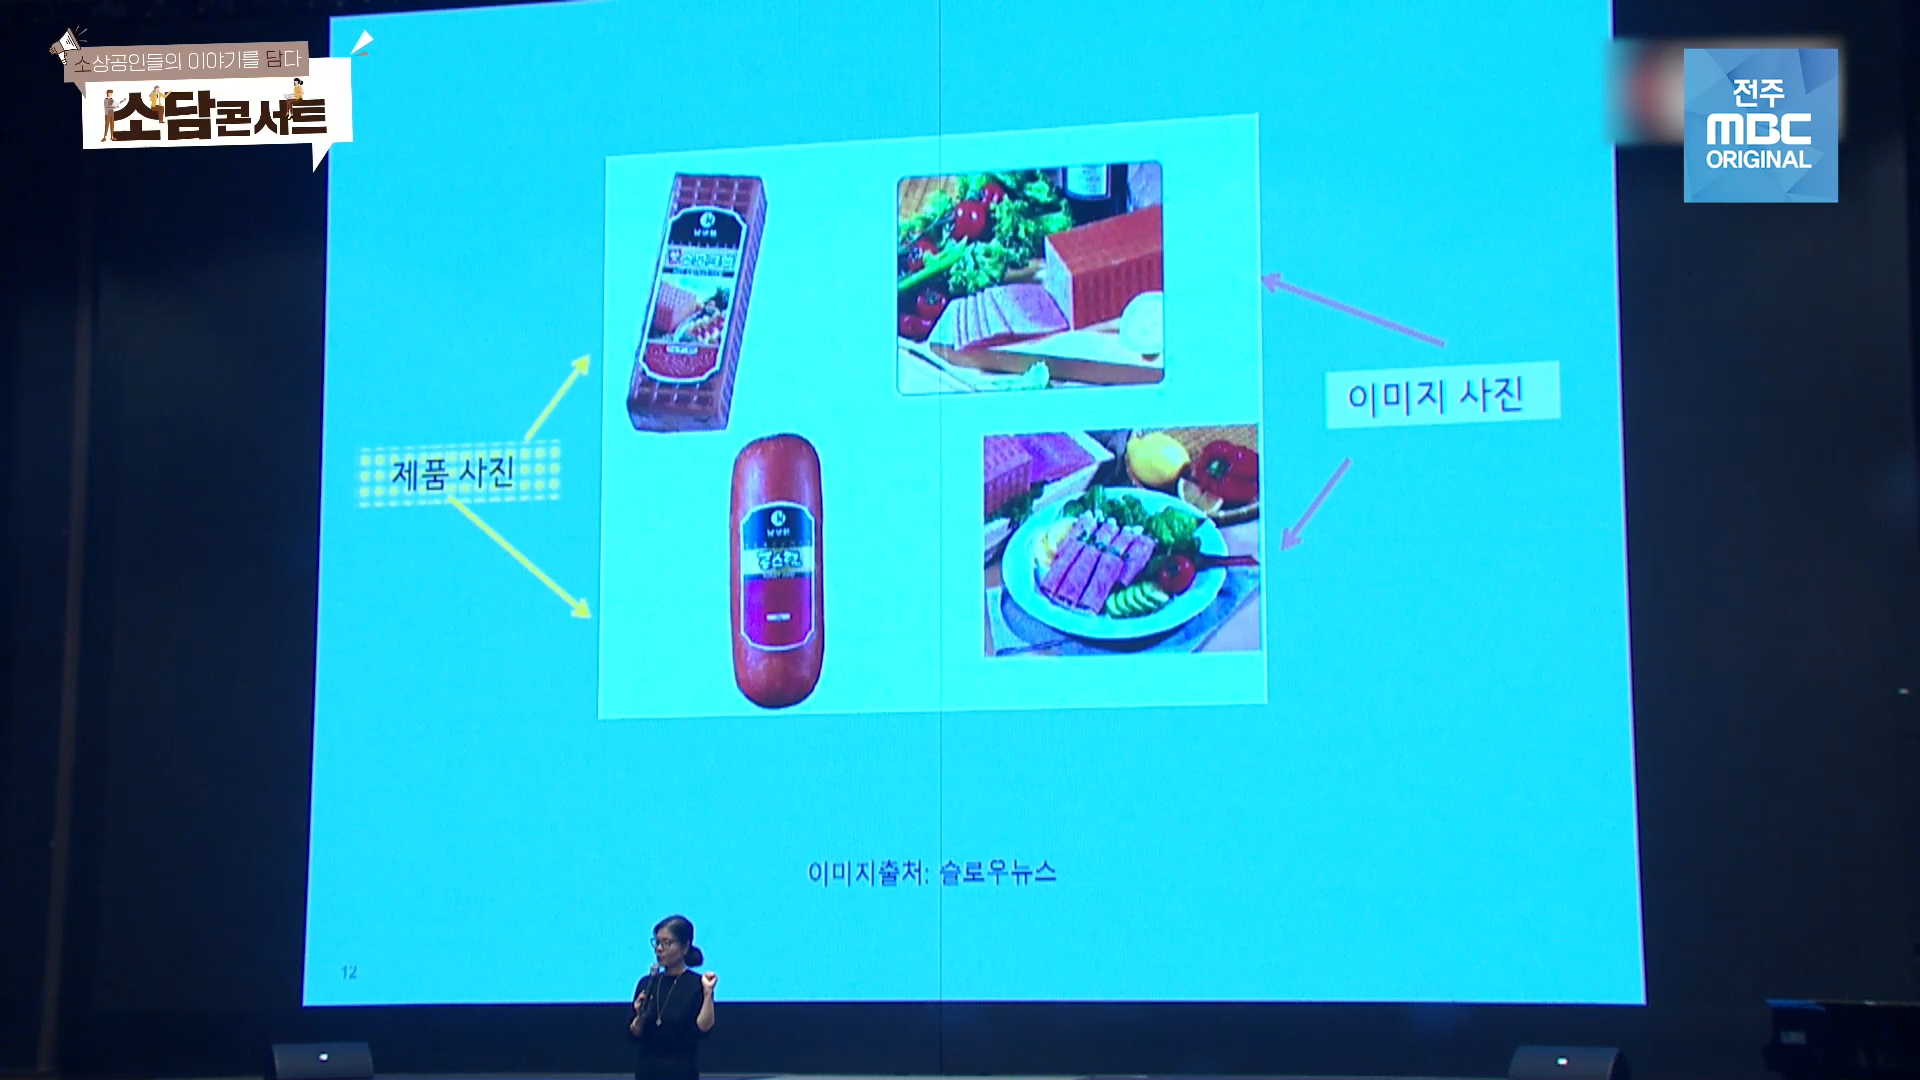 소상공인들의 이야기를 담다
소담콘서트
전주
MBC
ORIGINAL
이미지 사진
제품 사진
이미지출처: 슬로우뉴스
12